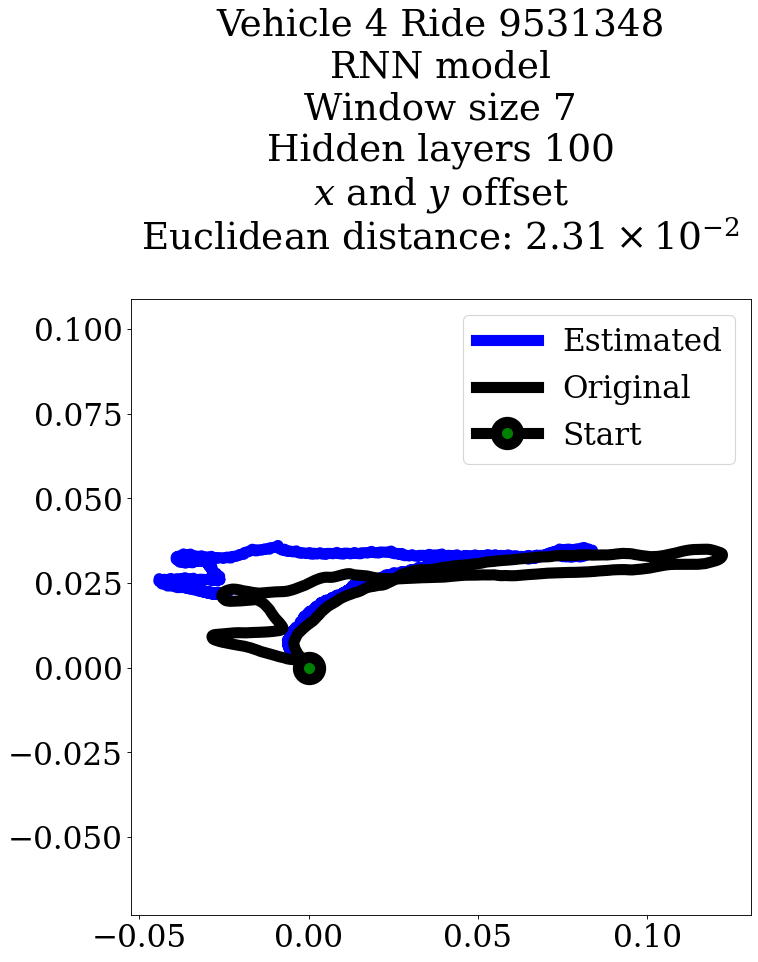 Vehicle 4 Ride 9531348
RNN model
Window size 7
Hidden layers 100
x and y offset
Euclidean distance: 2.31 × 10⁻²
Estimated
Original
Start
0.100
0.075
0.050
0.025
0.000
−0.025
−0.050
−0.05 0.00 0.05 0.10